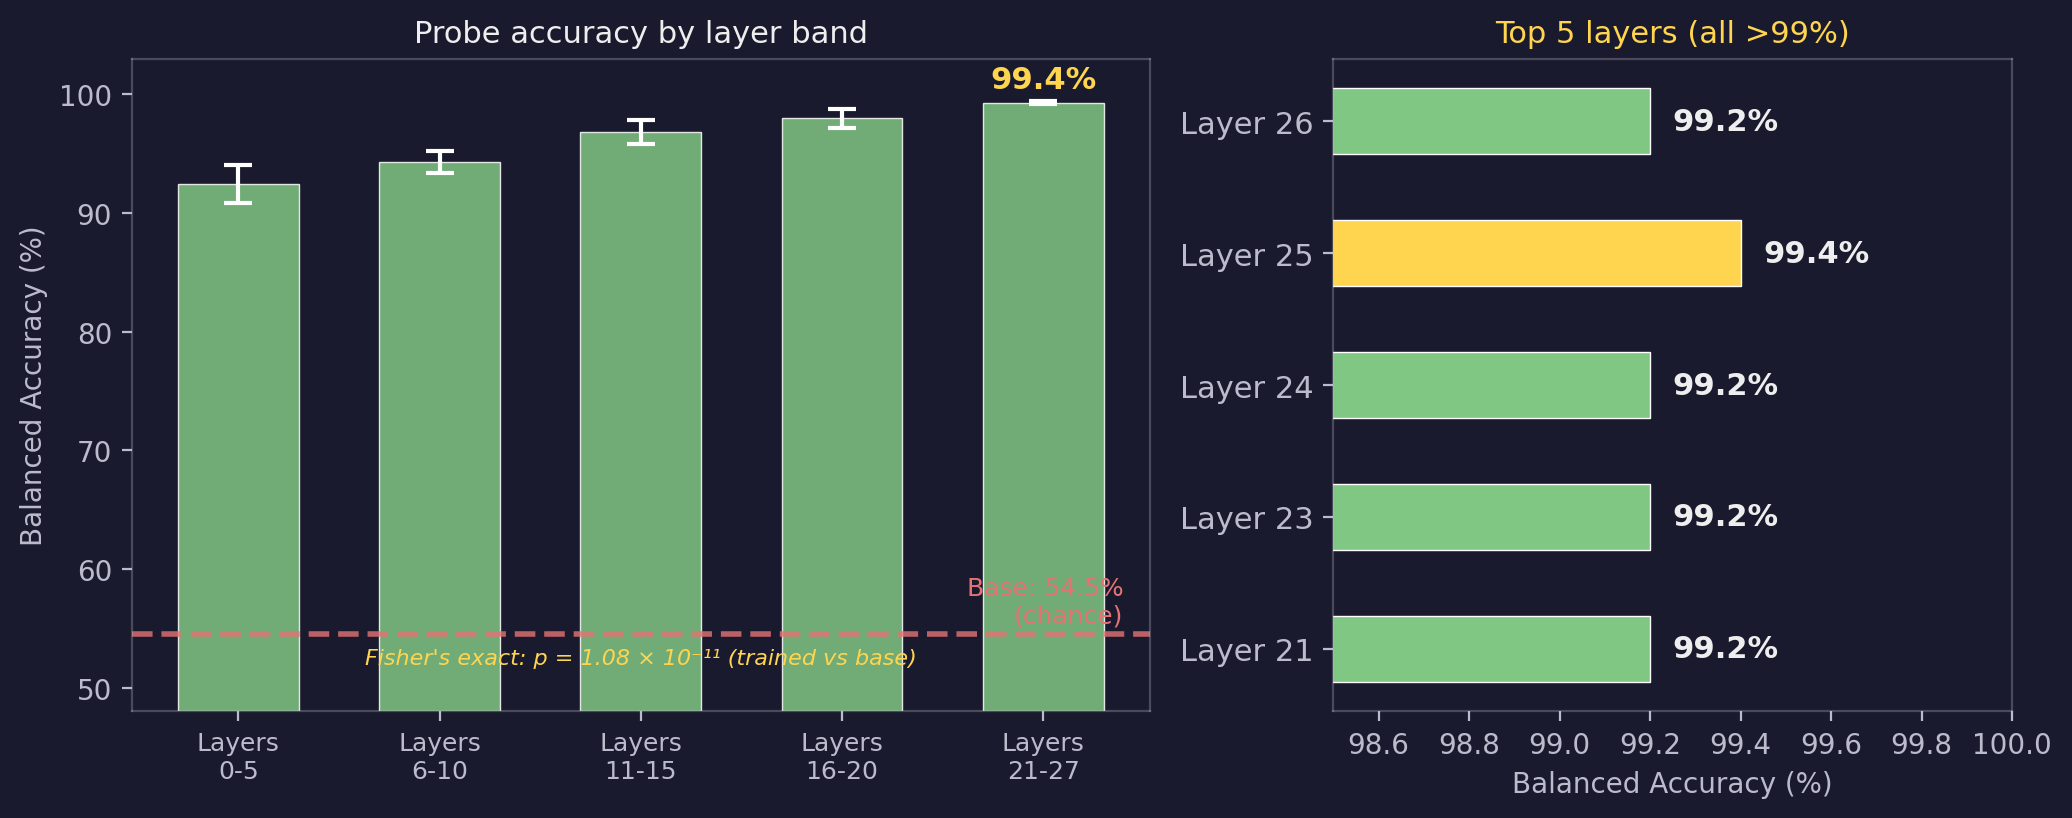 Probe accuracy by layer band
99.4%
100
90
80
70
60
50
Balanced Accuracy (%)
Base: 54.5%
(chance)
Fisher's exact: p = 1.08 × 10⁻¹¹ (trained vs base)
Layers
0-5
Layers
6-10
Layers
11-15
Layers
16-20
Layers
21-27
Top 5 layers (all >99%)
Layer 26
99.2%
Layer 25
99.4%
Layer 24
99.2%
Layer 23
99.2%
Layer 21
99.2%
98.6 98.8 99.0 99.2 99.4 99.6 99.8 100.0
Balanced Accuracy (%)